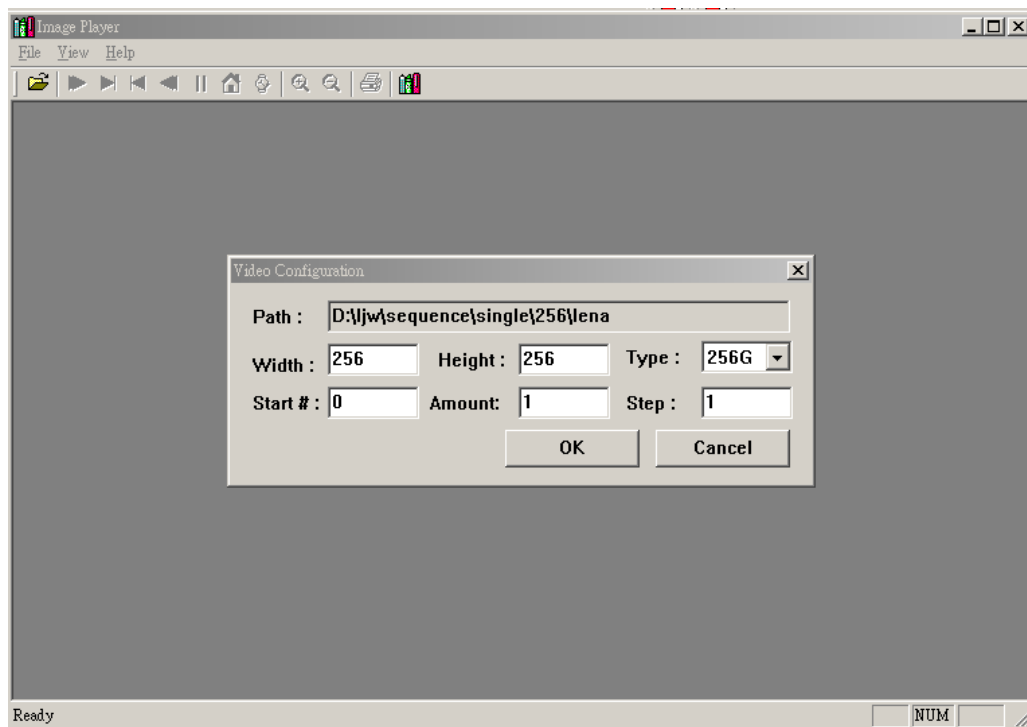 Image Player
File View Help
Video Configuration
Path : D:\ljw\sequence\single\256\lena
Width : 256 Height : 256 Type : 256G
Start # : 0 Amount: 1 Step : 1
OK Cancel
Ready NUM